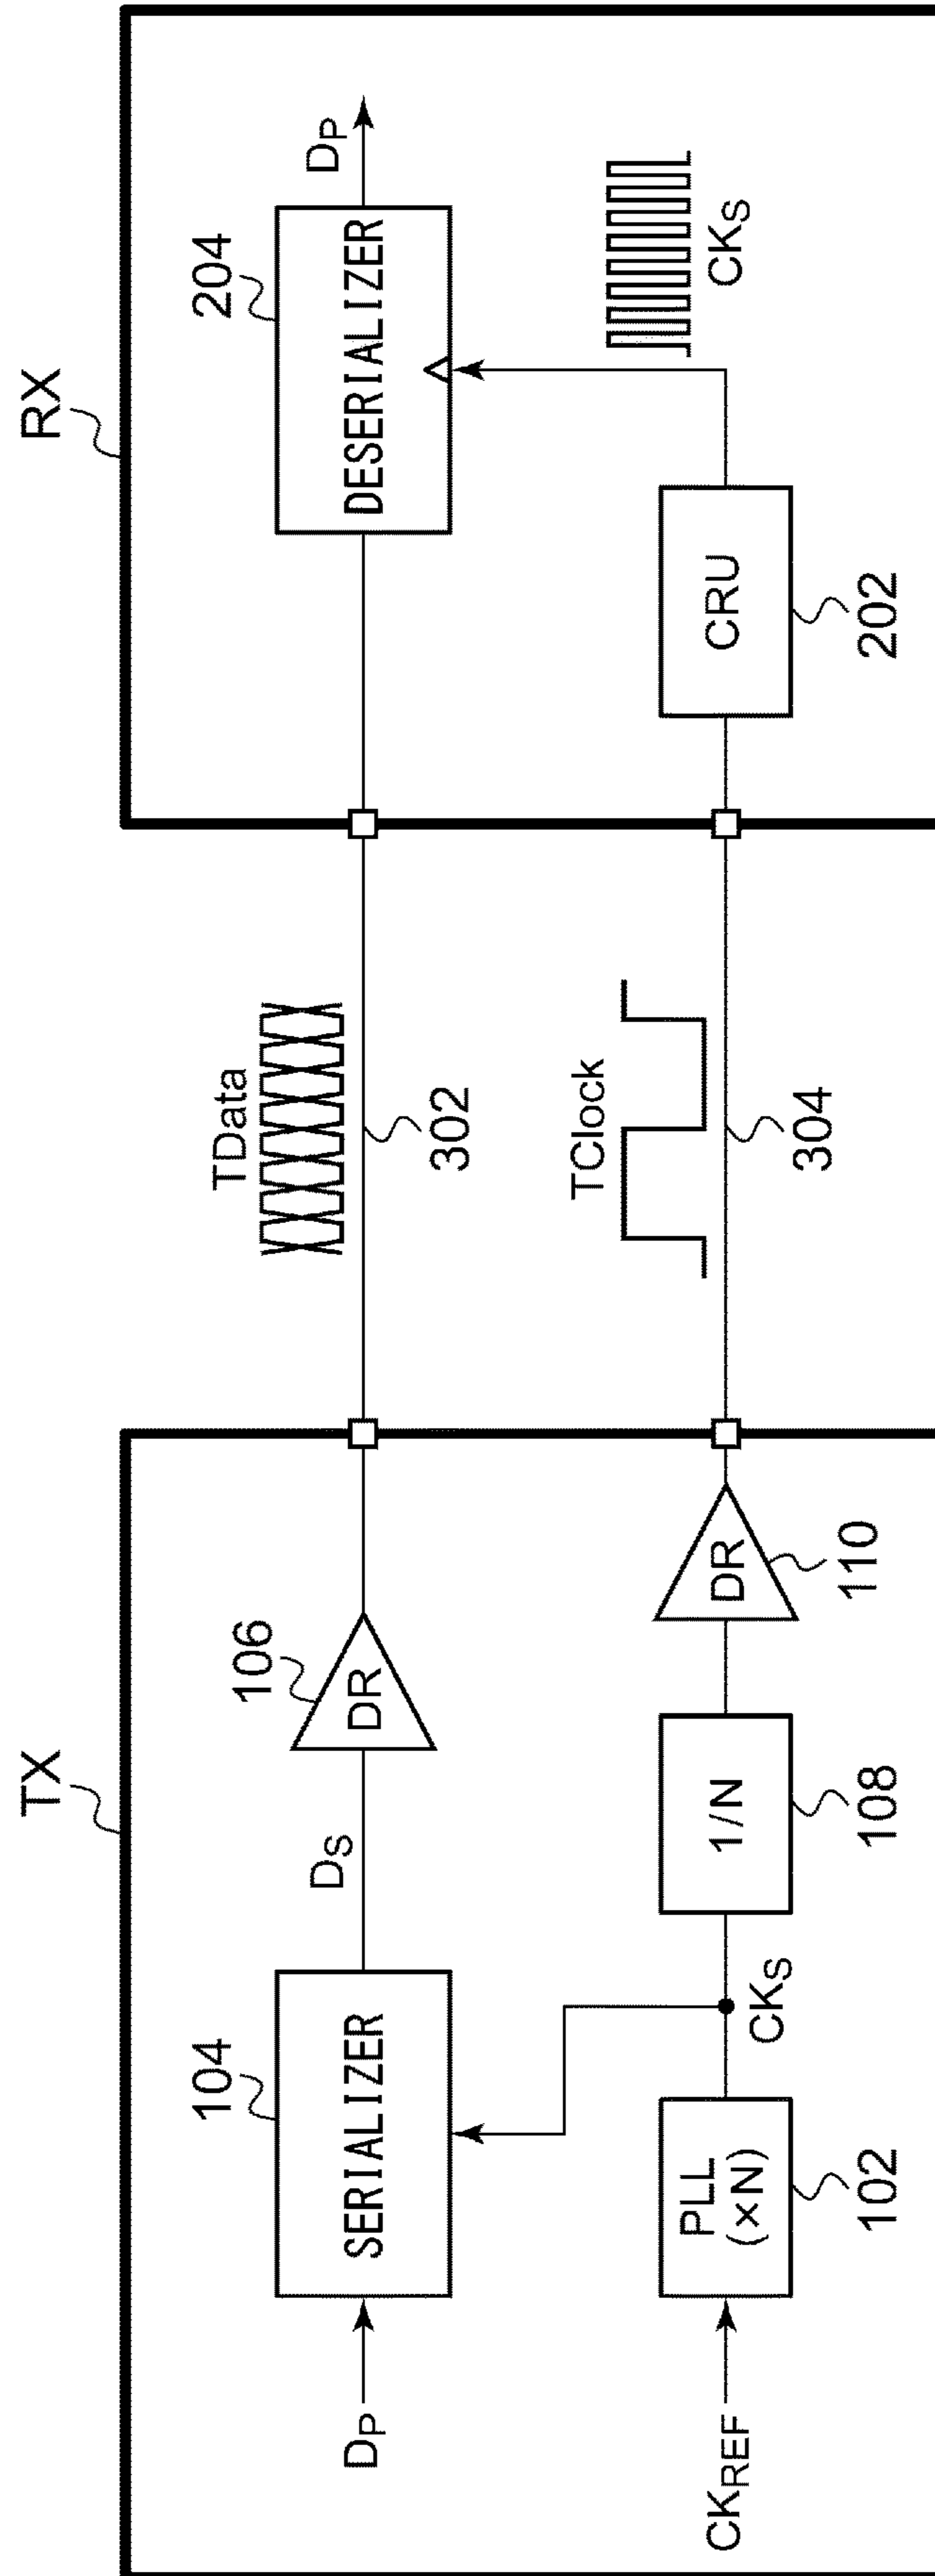 TX
RX
104
106
TData
204
D_P
SERIALIZER
D_S
DR
302
DESERIALIZER
D_P
CK_REF
PLL
(×N)
102
CK_S
1/N
108
DR
110
TClock
304
CRU
202
CK_S